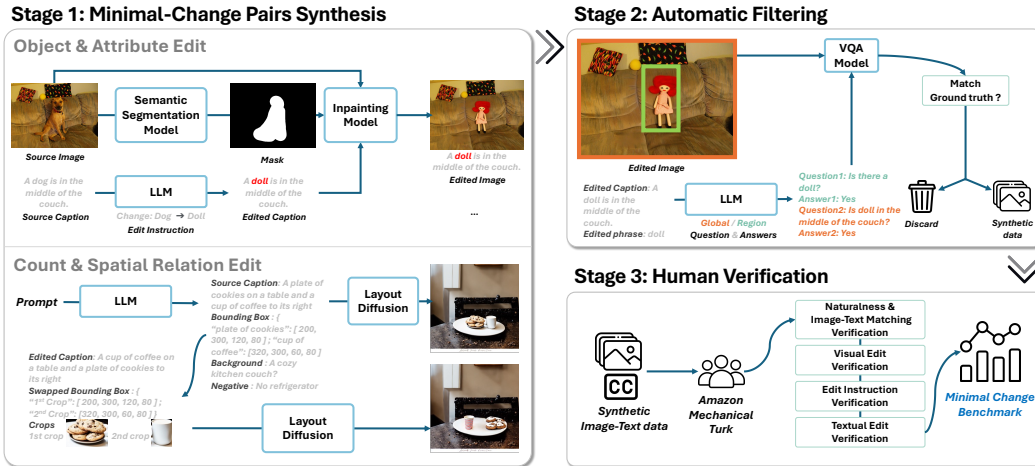 Stage 1: Minimal-Change Pairs Synthesis
Object & Attribute Edit
Source Image
Semantic
Segmentation
Model
Mask
Inpainting
Model
A doll is in the
middle of the couch.
Edited Image
...
A dog is in the
middle of the
couch.
Source Caption
LLM
Change: Dog → Doll
Edit Instruction
A doll is in the
middle of the
couch.
Edited Caption
Count & Spatial Relation Edit
Prompt
LLM
Source Caption: A plate of
cookies on a table and a
cup of coffee to its right
Bounding Box : {
“plate of cookies”: [ 200,
300, 120, 80 ] ; “cup of
coffee”: [320, 300, 60, 80 ]
Background : A cozy
kitchen couch?
Negative : No refrigerator
Layout
Diffusion
Edited Caption: A cup of coffee on
a table and a plate of cookies to
its right
Swapped Bounding Box : {
“1st Crop”: [ 200, 300, 120, 80 ] ;
“2nd Crop”: [320, 300, 60, 80 ] }
Crops
1st crop 2nd crop
Layout
Diffusion
Stage 2: Automatic Filtering
Edited Image
VQA
Model
Match
Ground truth ?
Edited Caption: A
doll is in the
middle of the
couch.
Edited phrase: doll
LLM
Global / Region
Question & Answers
Question1: Is there a
doll?
Answer1: Yes
Question2: Is doll in the
middle of the couch?
Answer2: Yes
Discard
Synthetic
data
Stage 3: Human Verification
CC
Synthetic
Image-Text data
Amazon
Mechanical
Turk
Naturalness &
Image-Text Matching
Verification
Visual Edit
Verification
Edit Instruction
Verification
Textual Edit
Verification
Minimal Change
Benchmark